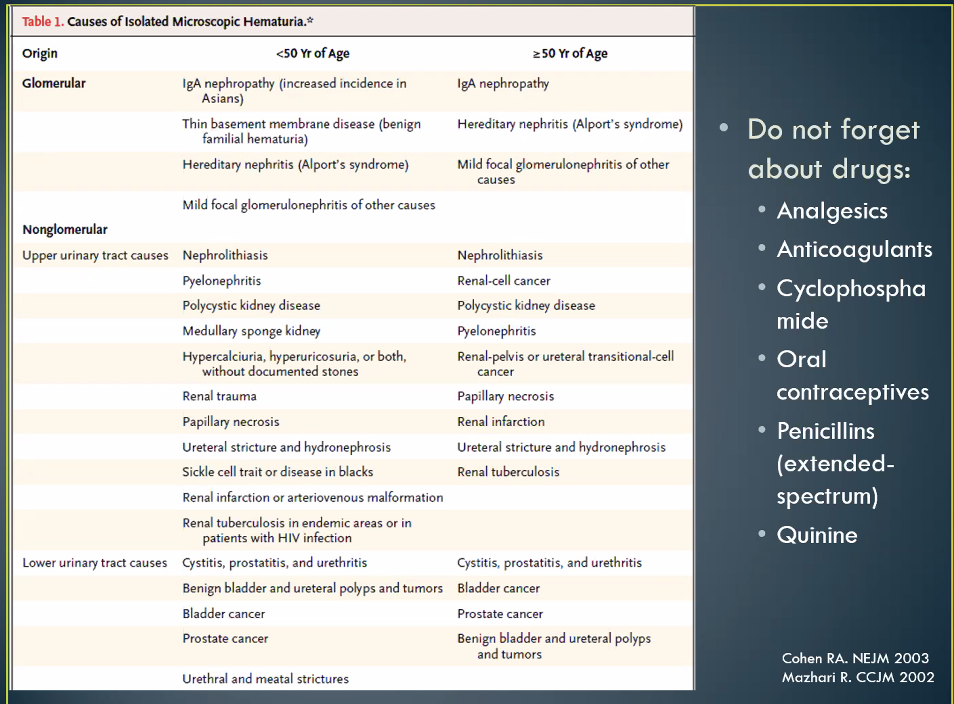 Table 1. Causes of Isolated Microscopic Hematuria.☆
Origin <50 Yr of Age ≥50 Yr of Age
Glomerular IgA nephropathy (increased incidence in IgA nephropathy
Asians)
Thin basement membrane disease (benign Hereditary nephritis (Alport's syndrome)
familial hematuria)
Hereditary nephritis (Alport's syndrome) Mild focal glomerulonephritis of other
causes
Mild focal glomerulonephritis of other causes
Nonglomerular
Upper urinary tract causes Nephrolithiasis Nephrolithiasis
Pyelonephritis Renal-cell cancer
Polycystic kidney disease Polycystic kidney disease
Medullary sponge kidney Pyelonephritis
Hypercalciuria, hyperuricosuria, or both, Renal-pelvis or ureteral transitional-cell
without documented stones cancer
Renal trauma Papillary necrosis
Papillary necrosis Renal infarction
Ureteral stricture and hydronephrosis Ureteral stricture and hydronephrosis
Sickle cell trait or disease in blacks Renal tuberculosis
Renal infarction or arteriovenous malformation
Renal tuberculosis in endemic areas or in
patients with HIV infection
Lower urinary tract causes Cystitis, prostatitis, and urethritis Cystitis, prostatitis, and urethritis
Benign bladder and ureteral polyps and tumors Bladder cancer
Bladder cancer Prostate cancer
Prostate cancer Benign bladder and ureteral polyps
and tumors
Urethral and meatal strictures
• Do not forget
about drugs:
• Analgesics
• Anticoagulants
• Cyclophospha
mide
• Oral
contraceptives
• Penicillins
(extended-
spectrum)
• Quinine
Cohen RA. NEJM 2003
Mazhari R. CCJM 2002